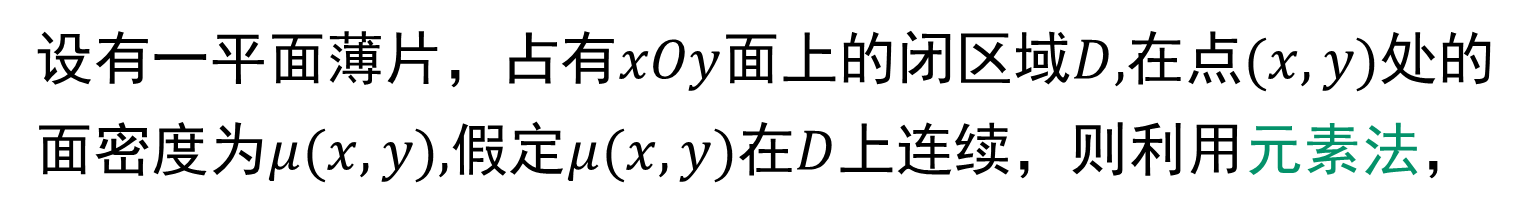 设有一平面薄片，占有xOy面上的闭区域D,在点(x, y)处的
面密度为μ(x, y),假定μ(x, y)在D上连续，则利用元素法，